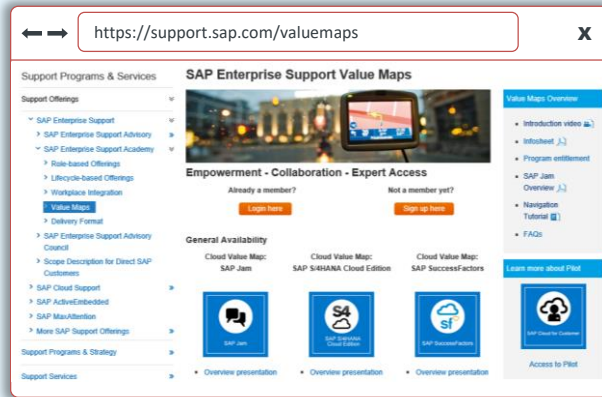 https://support.sap.com/valuemaps
X
Support Programs & Services
Support Offerings
SAP Enterprise Support
SAP Enterprise Support Advisory
SAP Enterprise Support Academy
Role-based Offerings
Lifecycle-based Offerings
Workplace Integration
Value Maps
Delivery Format
SAP Enterprise Support Advisory
Council
Scope Description for Direct SAP
Customers
SAP Cloud Support
SAP ActiveEmbedded
SAP MaxAttention
More SAP Support Offerings
Support Programs & Strategy
Support Services
SAP Enterprise Support Value Maps
Empowerment - Collaboration - Expert Access
Already a member?
Login here
Not a member yet?
Sign up here
General Availability
Cloud Value Map:
SAP Jam
SAP Jam
Overview presentation
Cloud Value Map:
SAP S/4HANA Cloud Edition
S4
SAP S/4HANA
Cloud Edition
Overview presentation
Cloud Value Map:
SAP SuccessFactors
sf
SAP SuccessFactors
Overview presentation
Value Maps Overview
Introduction video
Infosheet
Program entitlement
SAP Jam
Overview
Navigation
Tutorial
FAQs
Learn more about Pilot
SAP Cloud for Customer
Access to Pilot